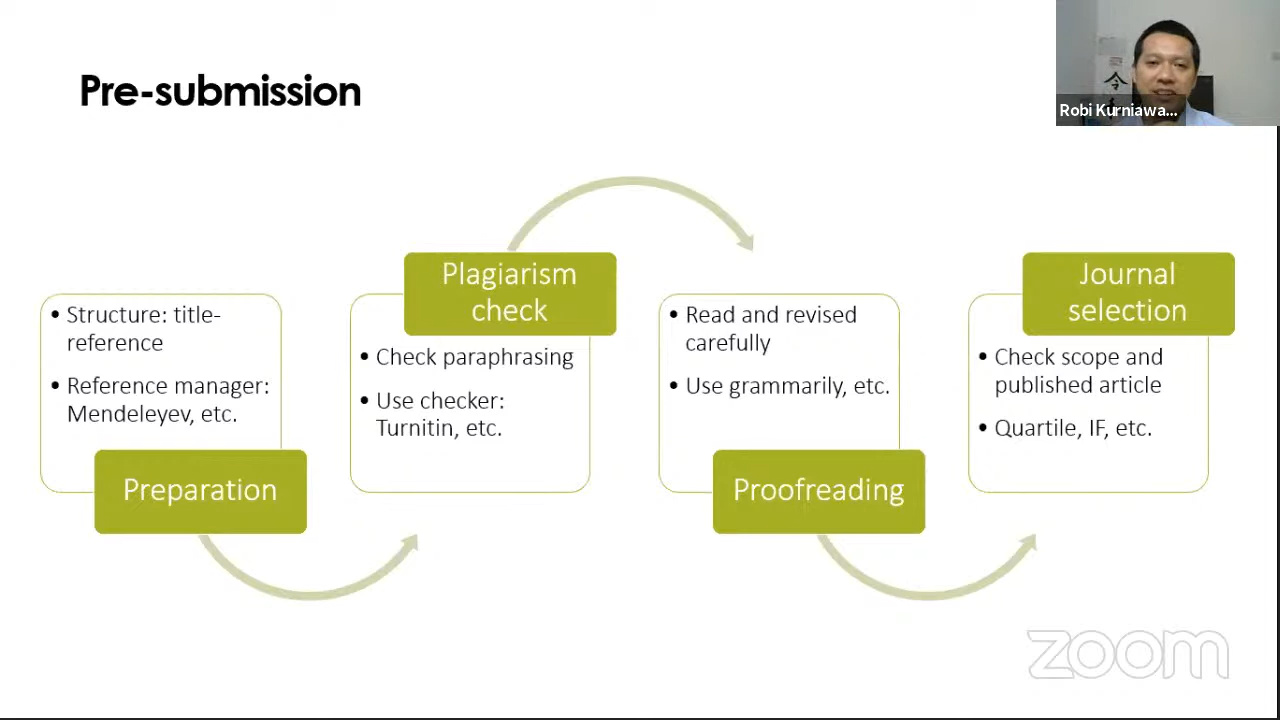 Pre-submission
Robi Kurniawa...
• Structure: title-
reference
• Reference manager:
Mendeleyev, etc.
Preparation
Plagiarism
check
• Check paraphrasing
• Use checker:
Turnitin, etc.
• Read and revised
carefully
• Use grammarily, etc.
Proofreading
Journal
selection
• Check scope and
published article
• Quartile, IF, etc.
zoom
令